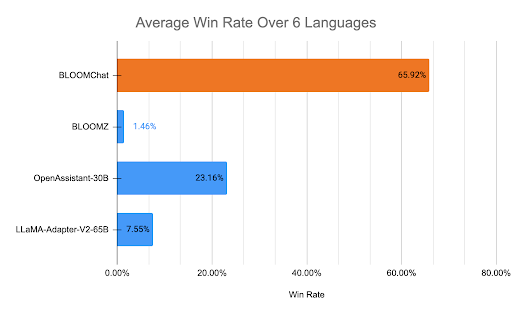 Average Win Rate Over 6 Languages
BLOOMChat
65.92%
BLOOMZ
1.46%
OpenAssistant-30B
23.16%
LLaMA-Adapter-V2-65B
7.55%
0.00% 20.00% 40.00% 60.00% 80.00%
Win Rate